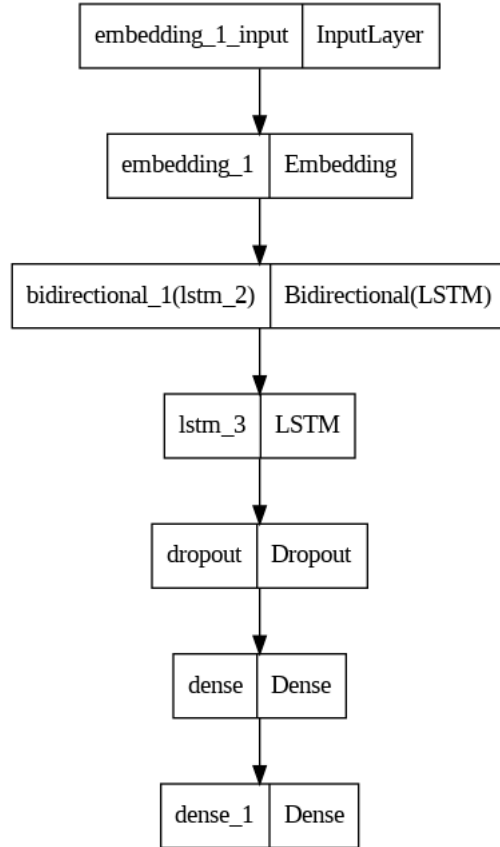 embedding_1_input InputLayer
embedding_1 Embedding
bidirectional_1(lstm_2) Bidirectional(LSTM)
lstm_3 LSTM
dropout Dropout
dense Dense
dense_1 Dense